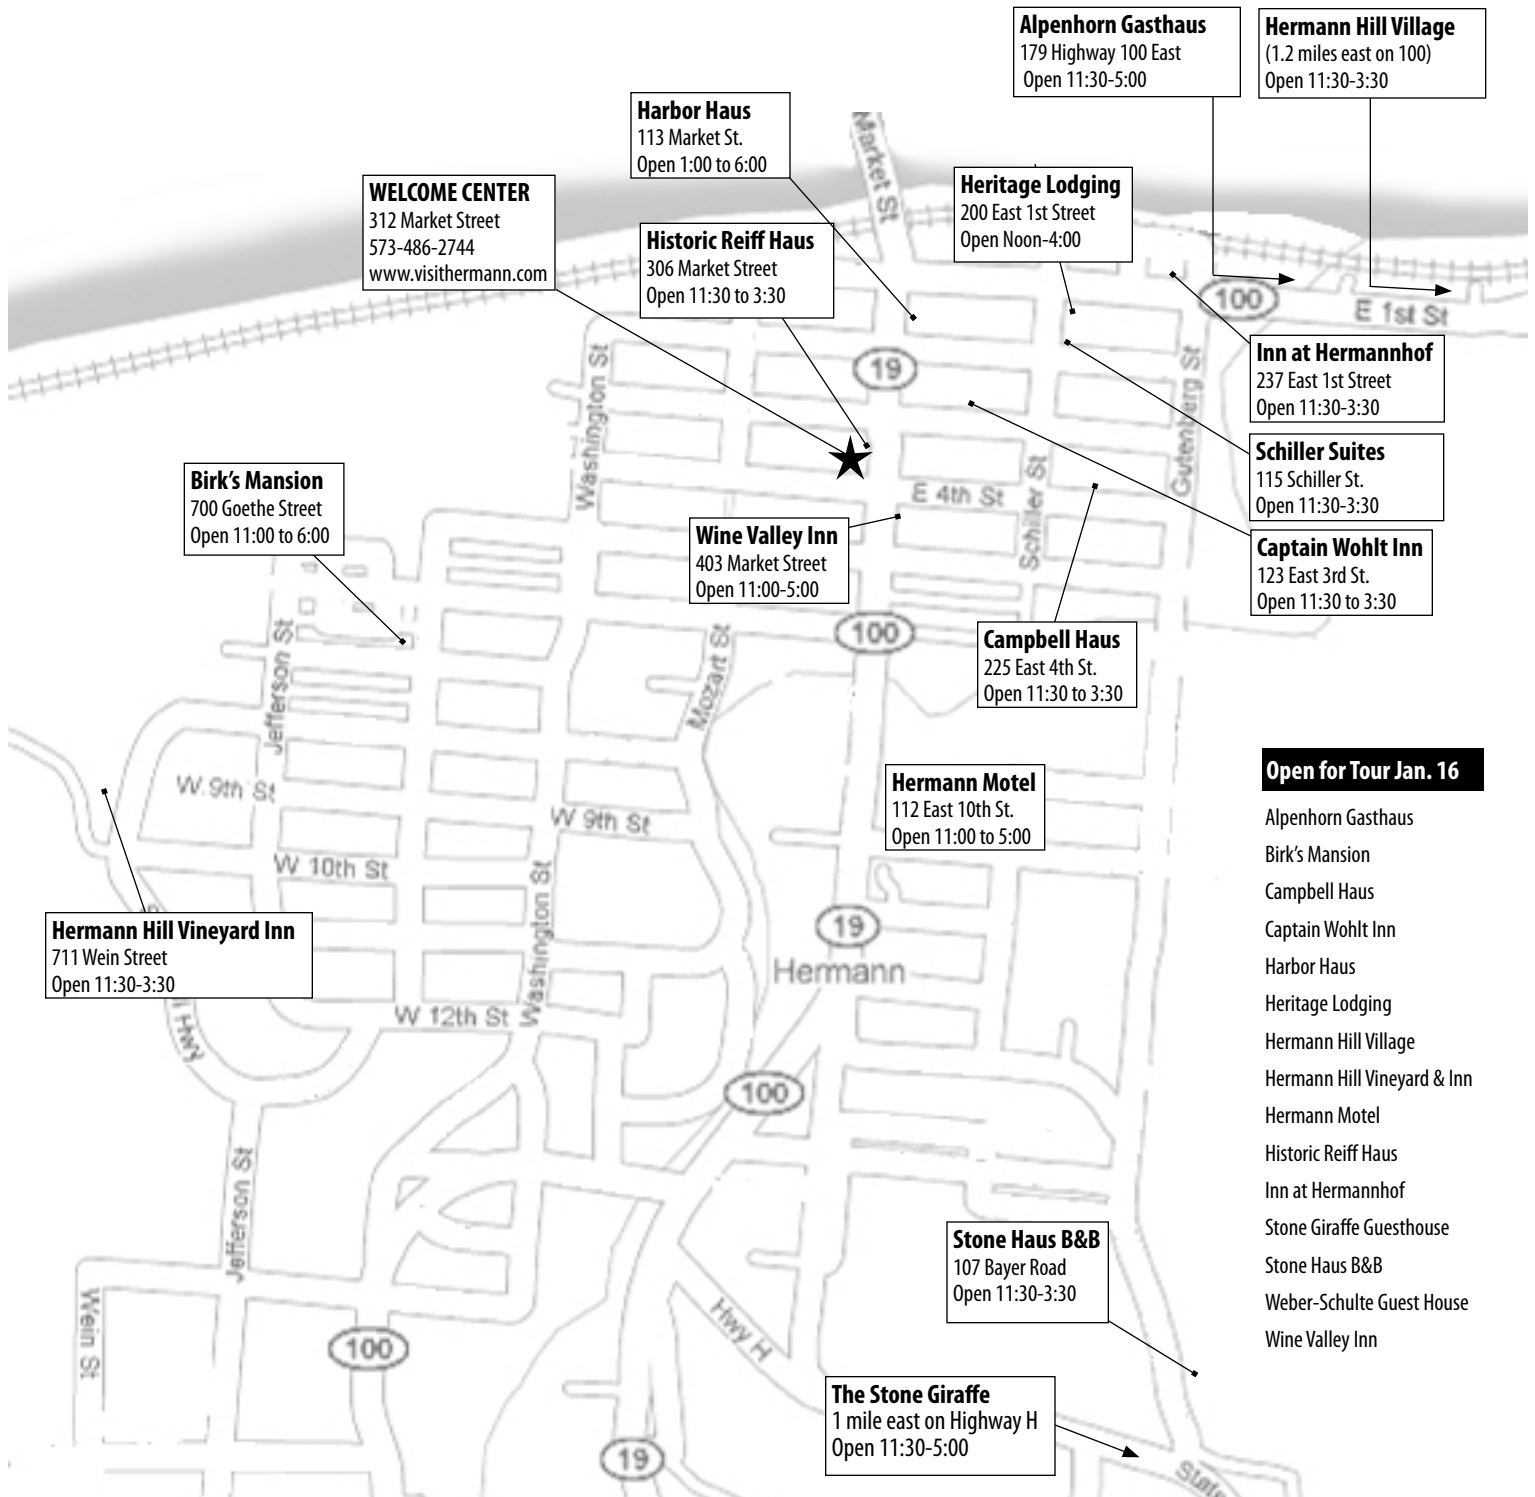 Alpenhorn Gasthaus
179 Highway 100 East
Open 11:30-5:00
Hermann Hill Village
(1.2 miles east on 100)
Open 11:30-3:30
Harbor Haus
113 Market St.
Open 1:00 to 6:00
Market St
WELCOME CENTER
312 Market Street
573-486-2744
www.visithermann.com
Historic Reiff Haus
306 Market Street
Open 11:30 to 3:30
Heritage Lodging
200 East 1st Street
Open Noon-4:00
100
E 1st St
19
Inn at Hermannhof
237 East 1st Street
Open 11:30-3:30
Washington St
Gutenberg St
Schiller Suites
115 Schiller St.
Open 11:30-3:30
Birk's Mansion
700 Goethe Street
Open 11:00 to 6:00
E 4th St
Schiller St
Wine Valley Inn
403 Market Street
Open 11:00-5:00
Captain Wohlt Inn
123 East 3rd St.
Open 11:30 to 3:30
100
Campbell Haus
225 East 4th St.
Open 11:30 to 3:30
Jefferson St
Mozart St
W 9th St
W 9th St
Hermann Motel
112 East 10th St.
Open 11:00 to 5:00
W 10th St
Washington St
19
Hermann
Hermann Hill Vineyard Inn
711 Wein Street
Open 11:30-3:30
W 12th St
Hwy
100
Jefferson St
Wein St
100
Hwy H
19
Stone Haus B&B
107 Bayer Road
Open 11:30-3:30
The Stone Giraffe
1 mile east on Highway H
Open 11:30-5:00
State
Open for Tour Jan. 16
Alpenhorn Gasthaus
Birk's Mansion
Campbell Haus
Captain Wohlt Inn
Harbor Haus
Heritage Lodging
Hermann Hill Village
Hermann Hill Vineyard & Inn
Hermann Motel
Historic Reiff Haus
Inn at Hermannhof
Stone Giraffe Guesthouse
Stone Haus B&B
Weber-Schulte Guest House
Wine Valley Inn